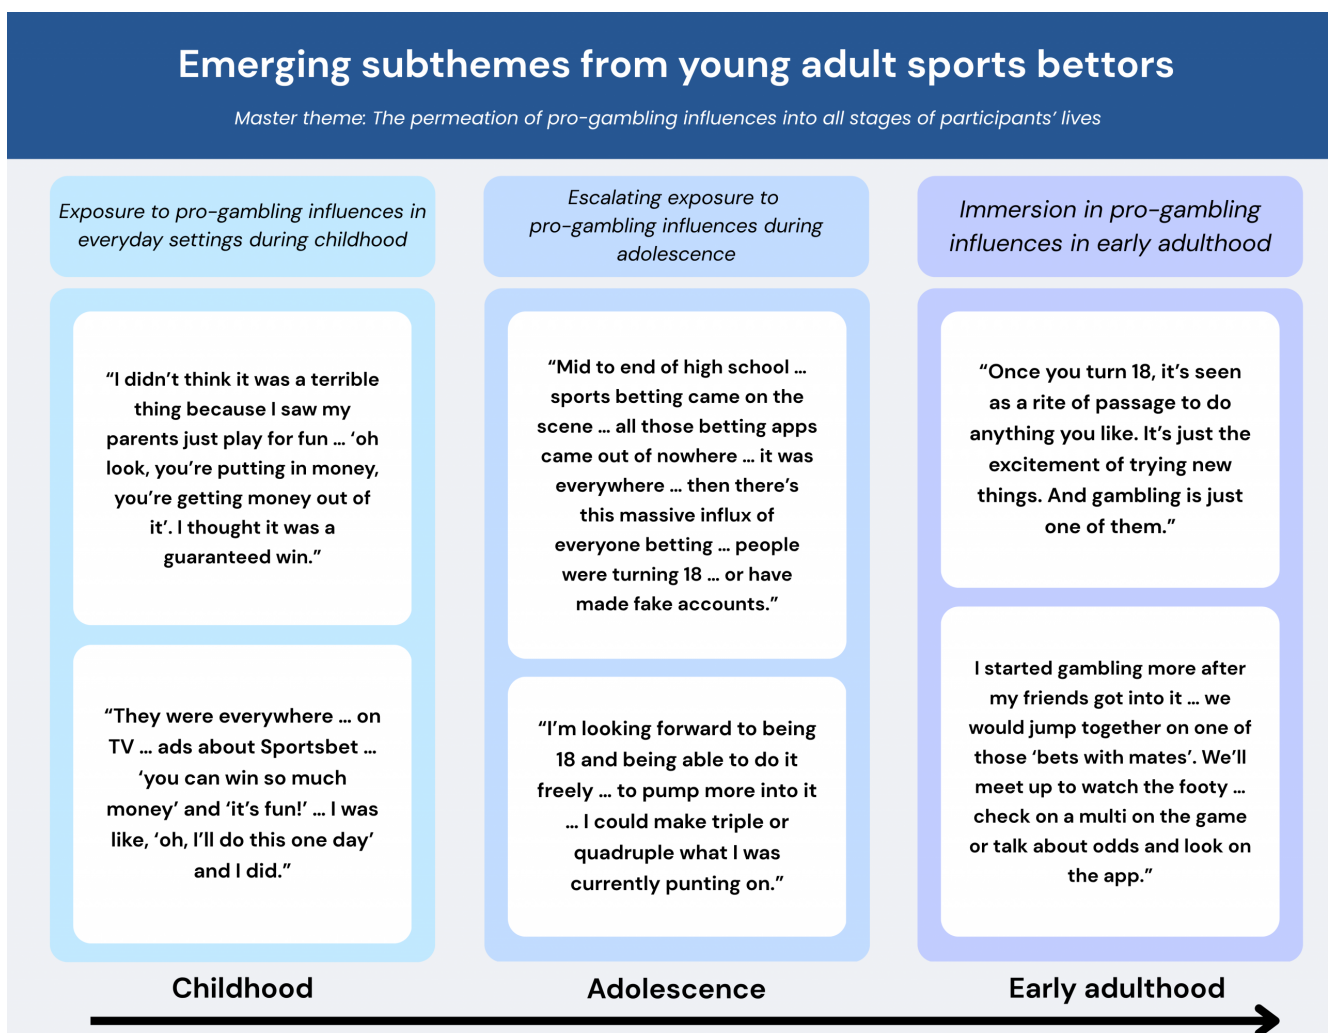 Emerging subthemes from young adult sports bettors
Master theme: The permeation of pro-gambling influences into all stages of participants’ lives
Exposure to pro-gambling influences in
everyday settings during childhood
“I didn’t think it was a terrible
thing because I saw my
parents just play for fun ... ‘oh
look, you’re putting in money,
you’re getting money out of
it’. I thought it was a
guaranteed win.”
“They were everywhere ... on
TV ... ads about Sportsbet ...
‘you can win so much
money’ and ‘it’s fun!’ ... I was
like, ‘oh, I’ll do this one day’
and I did.”
Childhood
Escalating exposure to
pro-gambling influences during
adolescence
“Mid to end of high school ...
sports betting came on the
scene ... all those betting apps
came out of nowhere ... it was
everywhere ... then there’s
this massive influx of
everyone betting ... people
were turning 18 ... or have
made fake accounts.”
“I’m looking forward to being
18 and being able to do it
freely ... to pump more into it
... I could make triple or
quadruple what I was
currently punting on.”
Adolescence
Immersion in pro-gambling
influences in early adulthood
“Once you turn 18, it’s seen
as a rite of passage to do
anything you like. It’s just the
excitement of trying new
things. And gambling is just
one of them.”
I started gambling more after
my friends got into it ... we
would jump together on one of
those ‘bets with mates’. We’ll
meet up to watch the footy ...
check on a multi on the game
or talk about odds and look on
the app.”
Early adulthood